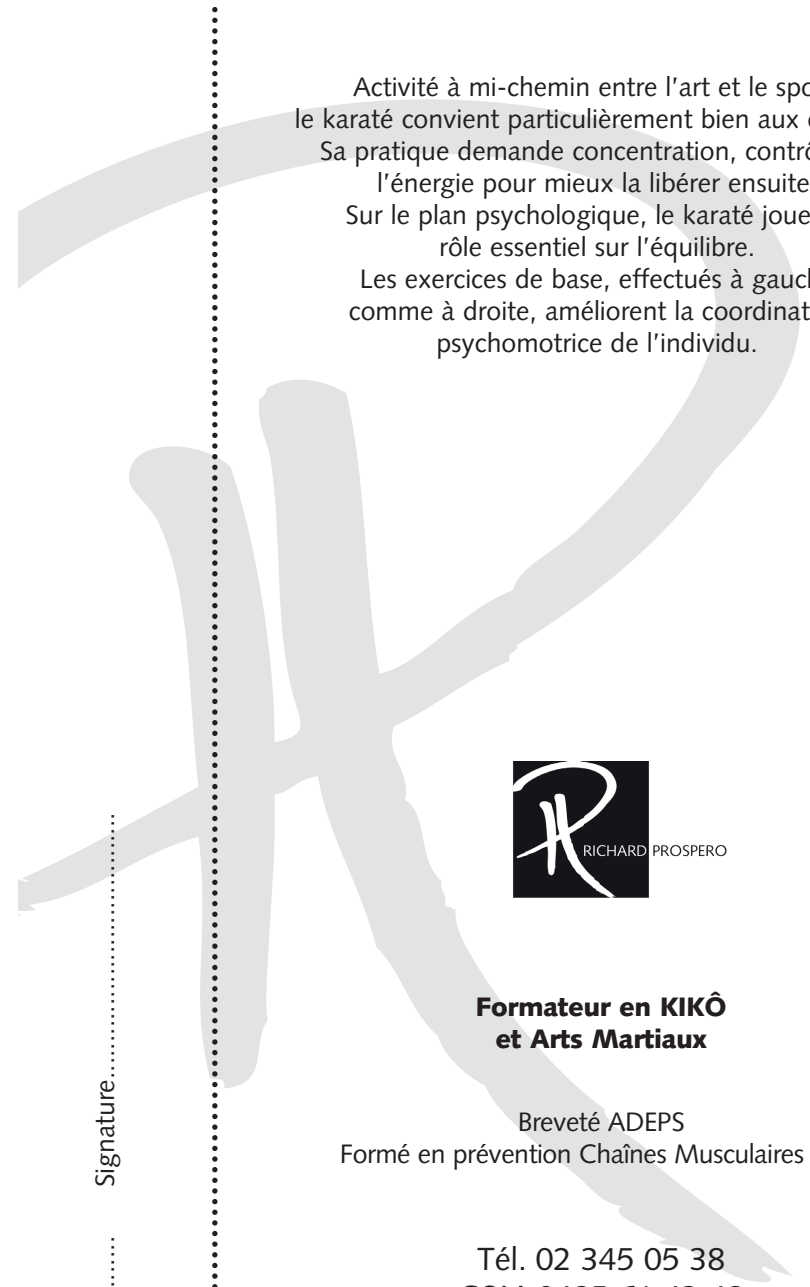 Activité à mi-chemin entre l'art et le spo
le karaté convient particulièrement bien aux
Sa pratique demande concentration, contrô
l'énergie pour mieux la libérer ensuite
Sur le plan psychologique, le karaté joue
rôle essentiel sur l'équilibre.
Les exercices de base, effectués à gauch
comme à droite, améliorent la coordinat
psychomotrice de l'individu.
RICHARD PROSPERO
Formateur en KIKÔ
et Arts Martiaux
Breveté ADEPS
Formé en prévention Chaînes Musculaires
Tél. 02 345 05 38
Signature